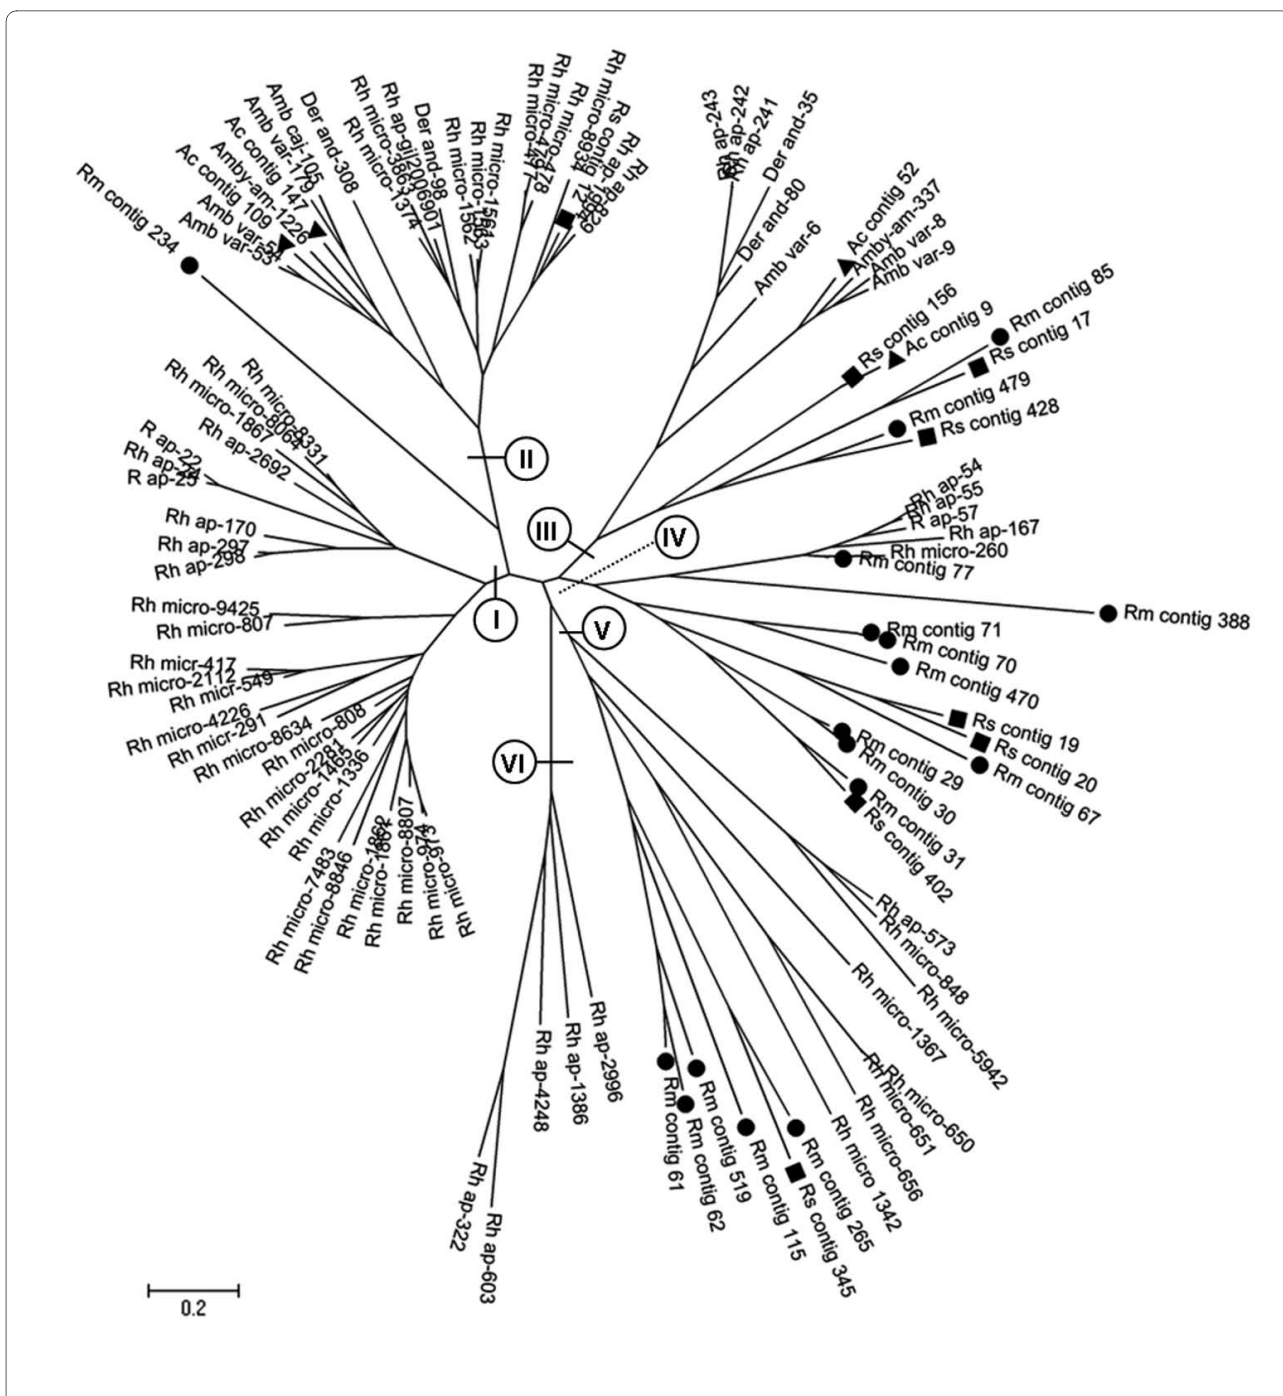 Rm contig 234
Amb var-53
Amb var-54
Ac contig 109
Amby-am-1226
Ac contig 147
Amb var-179
Amb caj-105
Der and-308
Rh micro-1374
Rh micro-3863
Rh ap-gil2006901
Der and-98
Rh micro-1562
Rh micro-1563
Rh micro-1561
Rh micro-477
Rh micro-479
Rh micro-478
Rh micro-8934
Rs contig 12
Rh ap-829
Rh ap-243
Rh ap-242
Rh ap-241
Der and-35
Der and-80
Amb var-6
Ac contig 52
Amby-am-337
Amb var-8
Amb var-9
Rs contig 156
Ac contig 9
Rm contig 85
Rs contig 17
Rm contig 479
Rs contig 428
Rh ap-54
Rh ap-55
R ap-57
Rh ap-167
Rh micro-260
Rm contig 77
Rm contig 388
Rm contig 71
Rm contig 70
Rm contig 470
Rs contig 19
Rs contig 20
Rm contig 67
Rm contig 29
Rm contig 30
Rm contig 31
Rs contig 402
Rh ap-573
Rh micro-848
Rh micro-5942
Rh micro-1367
Rh micro-650
Rh micro-651
Rh micro-656
Rh micro 1342
Rm contig 265
Rs contig 345
Rm contig 115
Rm contig 519
Rm contig 62
Rm contig 61
Rh ap-2996
Rh ap-1386
Rh ap-4248
Rh ap-603
Rh ap-322
Rh micro-973
Rh micro-974
Rh micro-8807
Rh micro-1861
Rh micro-1862
Rh micro-8846
Rh micro-7483
Rh micro-1336
Rh micro-1465
Rh micro-2281
Rh micro-808
Rh micro-8634
Rh micr-291
Rh micro-4226
Rh micr-549
Rh micro-2112
Rh micr-417
Rh micro-807
Rh micro-9425
Rh ap-298
Rh ap-297
Rh ap-170
R ap-25
Rh ap-24
R ap-22
Rh ap-2692
Rh micro-1867
Rh micro-8064
Rh micro-8331
I
II
III
IV
V
VI
0.2